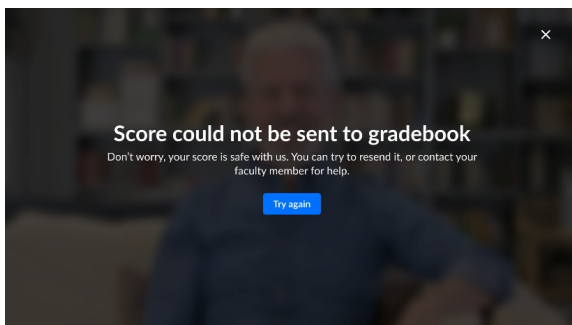 Score could not be sent to gradebook
Don't worry, your score is safe with us. You can try to resend it, or contact your
faculty member for help.
Try again